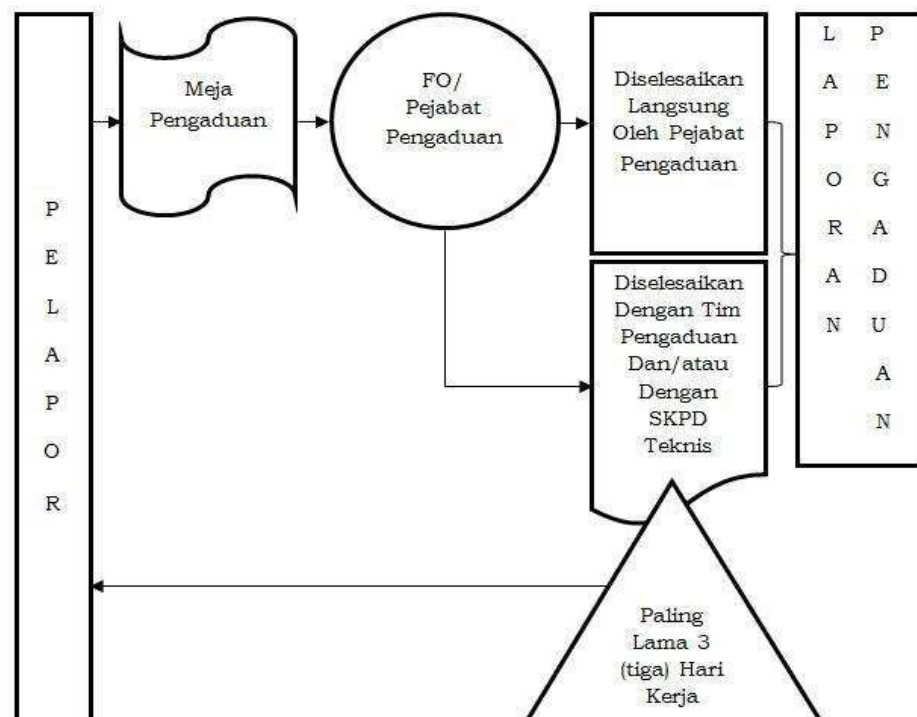 P E L A P O R
Meja
Pengaduan
FO/
Pejabat
Pengaduan
Diselesaikan
Langsung
Oleh Pejabat
Pengaduan
Diselesaikan
Dengan Tim
Pengaduan
Dan/atau
Dengan
SKPD
Teknis
L A P O R A N
P E N G A D U A N
Paling
Lama 3
(tiga) Hari
Kerja